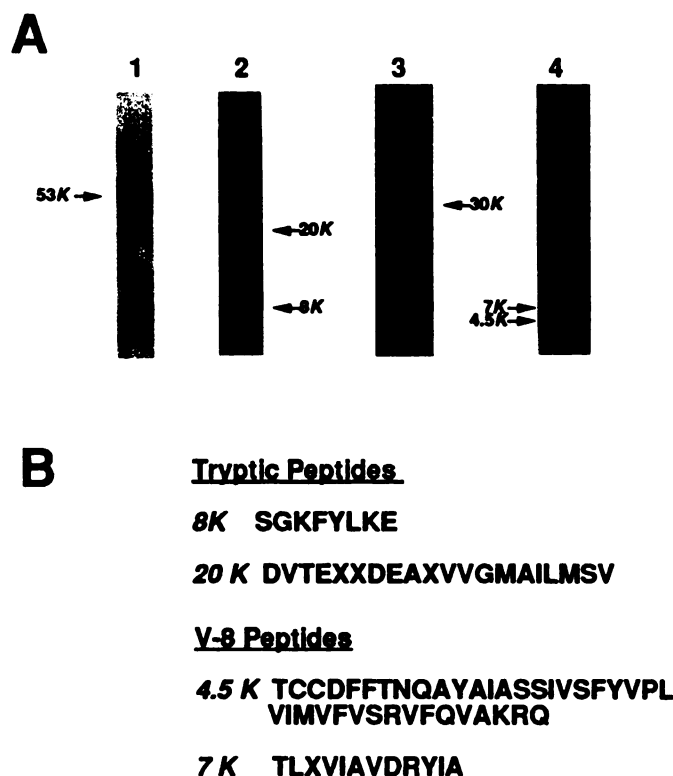 A
1 2 3 4
53K
30K
20K
8K
7K
4.5K
B
Tryptic Peptides
8K SGKFYLKE
20 K DVTEXXDEAXVVGMAILMSV
V-8 Peptides
4.5 K TCCDFFTNQAYAIASSIVSFYVPL
VIMVFVSRVFQVAKRQ
7 K TLXVIAVDRYIA